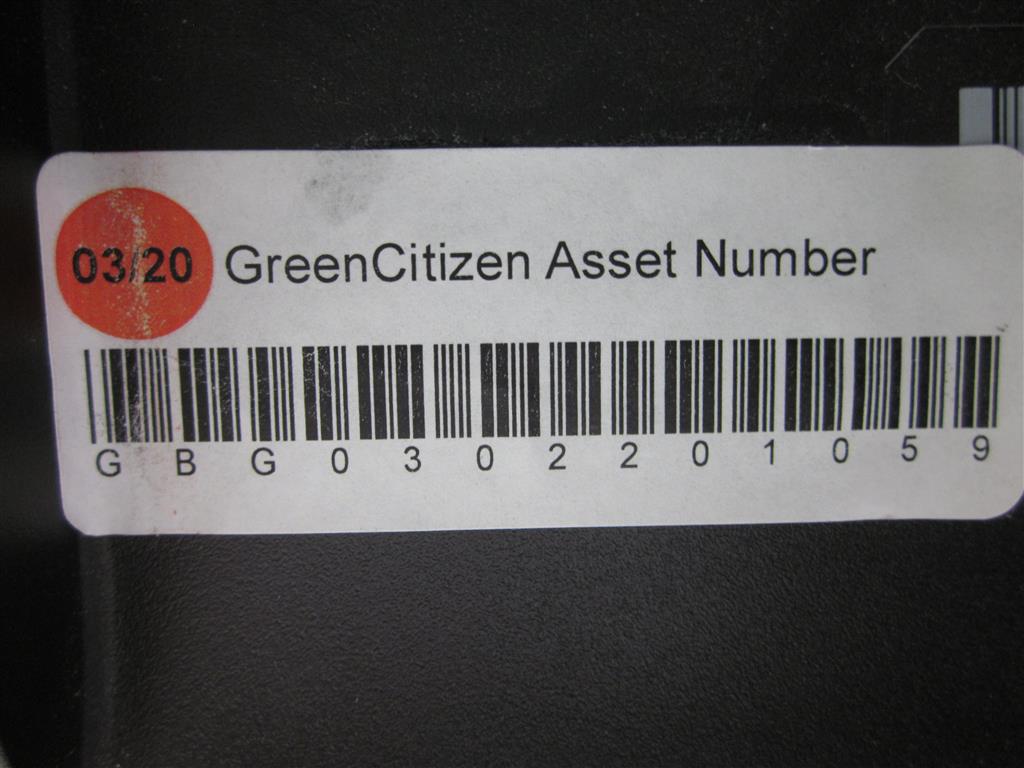 03/20 GreenCitizen Asset Number
G B G 0 3 0 2 2 0 1 0 5 9